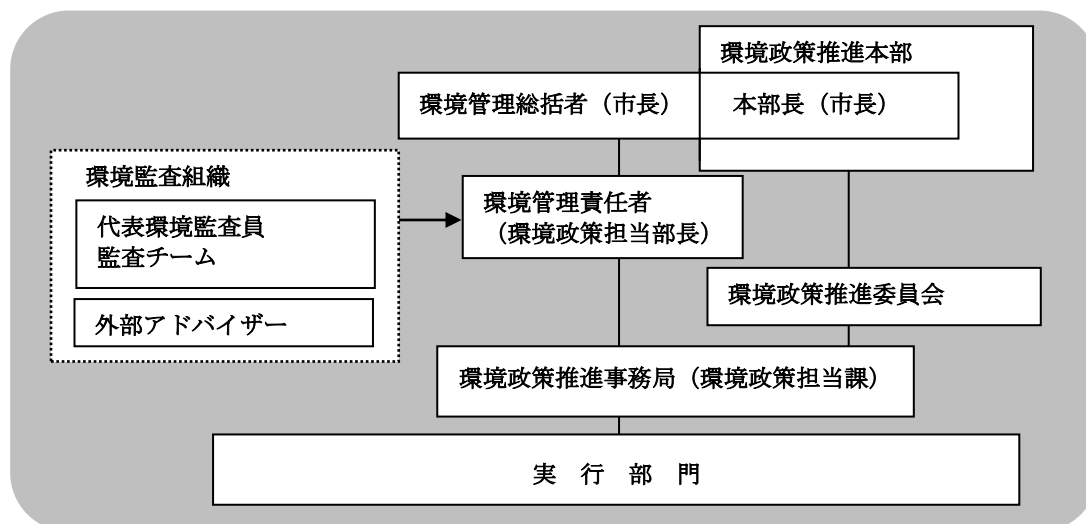 環境政策推進本部
環境管理総括者（市長）
本部長（市長）
環境監査組織
代表環境監査員
監査チーム
外部アドバイザー
環境管理責任者
（環境政策担当部長）
環境政策推進委員会
環境政策推進事務局（環境政策担当課）
実 行 部 門